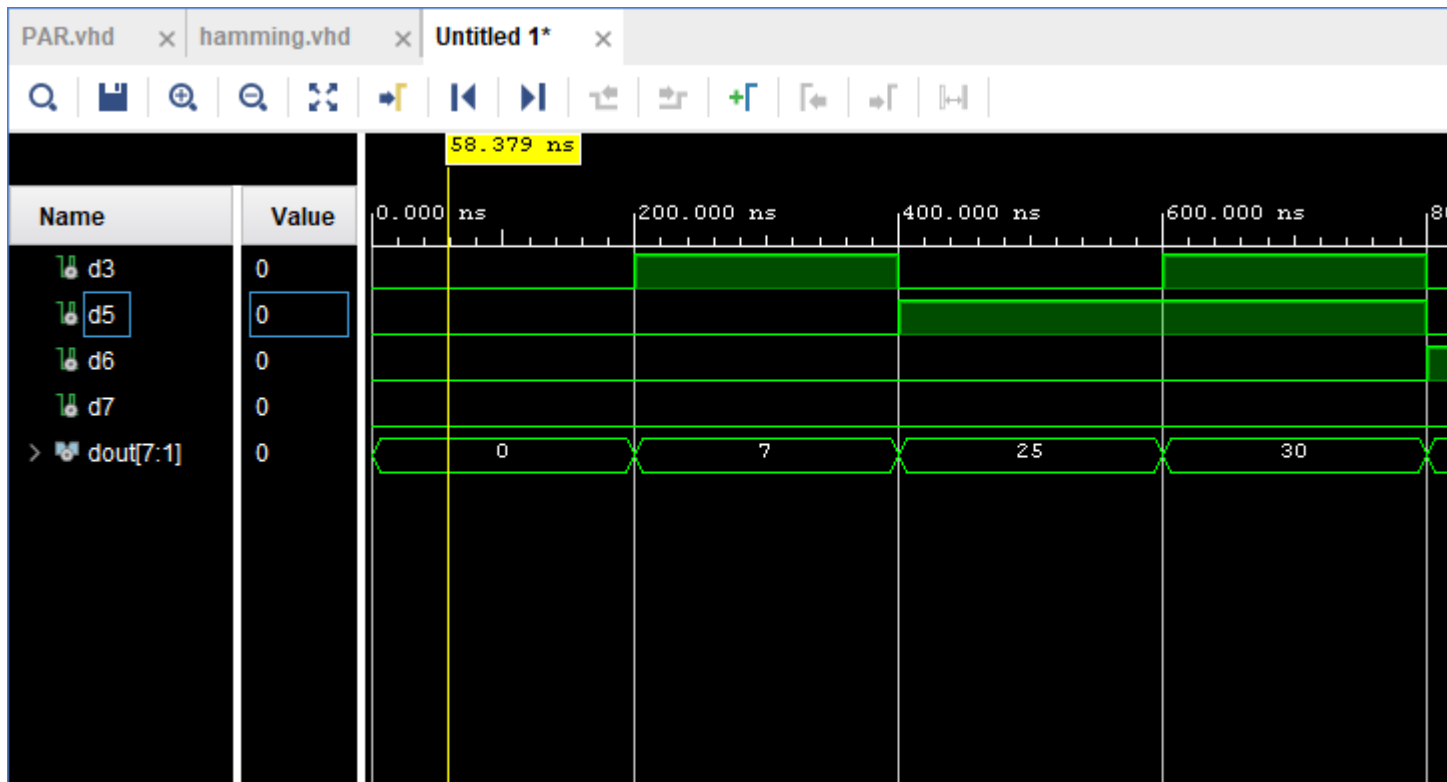 PAR.vhd × hamming.vhd × Untitled 1* ×
58.379 ns
Name Value 0.000 ns 200.000 ns 400.000 ns 600.000 ns
d3 0
d5 0
d6 0
d7 0
> dout[7:1] 0 0 7 25 30